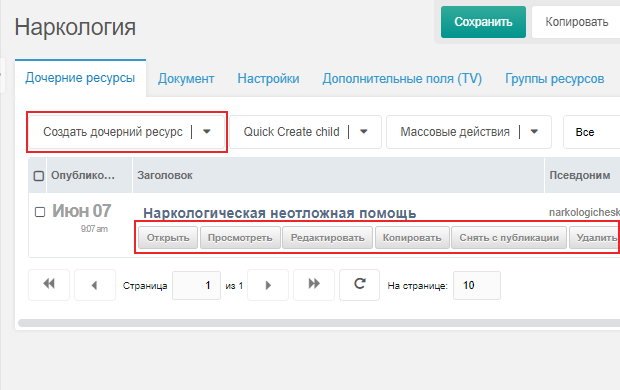 Наркология
Сохранить
Копировать
Дочерние ресурсы
Документ
Настройки
Дополнительные поля (TV)
Группы ресурсов
Создать дочерний ресурс
Quick Create child
Массовые действия
Все
Опублико...
Заголовок
Псевдоним
Июн 07
9:07 am
Наркологическая неотложная помощь
narkologichesk
Открыть
Просмотреть
Редактировать
Копировать
Снять с публикации
Удалить
Страница
1
из 1
На странице:
10